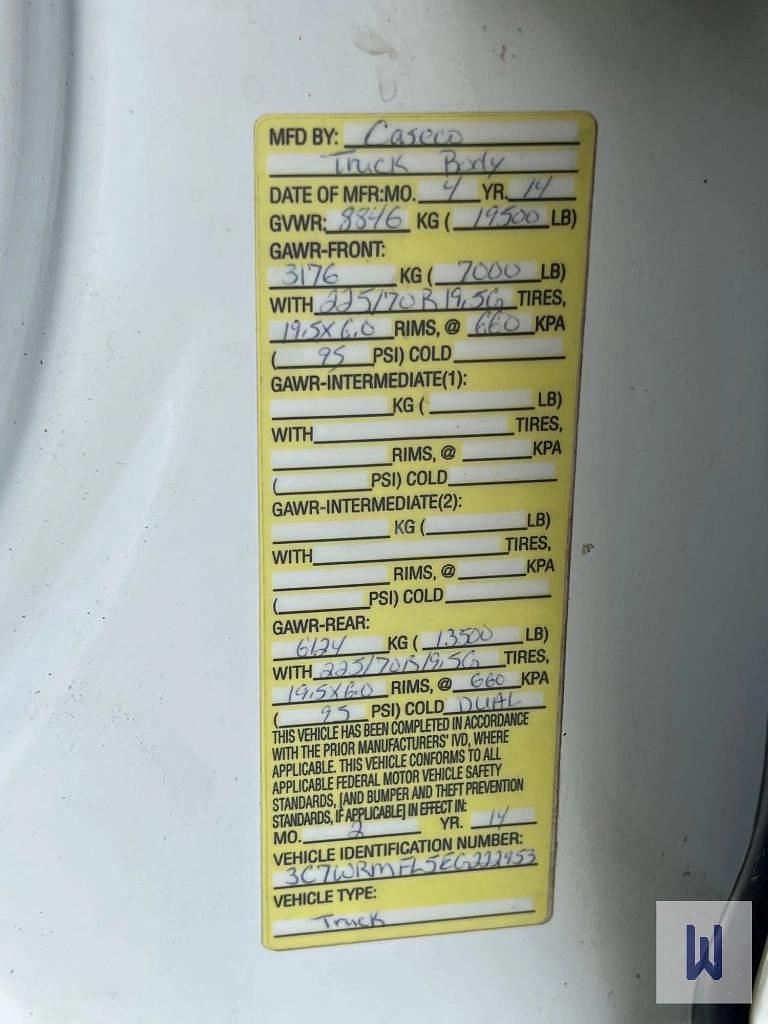 MFD BY: Caseco
Truck Body
DATE OF MFR:MO. 4 YR. 14
GVWR: 8846 KG ( 19500 LB)
GAWR-FRONT:
3176 KG ( 7000 LB)
WITH 225/70R19.5G TIRES,
19.5X6.0 RIMS, @ 660 KPA
( 95 PSI) COLD
GAWR-INTERMEDIATE(1):
KG ( LB)
WITH TIRES,
RIMS, @ KPA
( PSI) COLD
GAWR-INTERMEDIATE(2):
KG ( LB)
WITH TIRES,
RIMS, @ KPA
( PSI) COLD
GAWR-REAR:
6124 KG ( 13500 LB)
WITH 225/70R19.5G TIRES,
19.5X6.0 RIMS, @ 660 KPA
( 95 PSI) COLD DUAL
THIS VEHICLE HAS BEEN COMPLETED IN ACCORDANCE
WITH THE PRIOR MANUFACTURERS' IVD, WHERE
APPLICABLE. THIS VEHICLE CONFORMS TO ALL
APPLICABLE FEDERAL MOTOR VEHICLE SAFETY
STANDARDS, [AND BUMPER AND THEFT PREVENTION
STANDARDS, IF APPLICABLE] IN EFFECT IN:
MO. 2 YR. 14
VEHICLE IDENTIFICATION NUMBER:
3C7WRMFL5EG222953
VEHICLE TYPE:
Truck
W